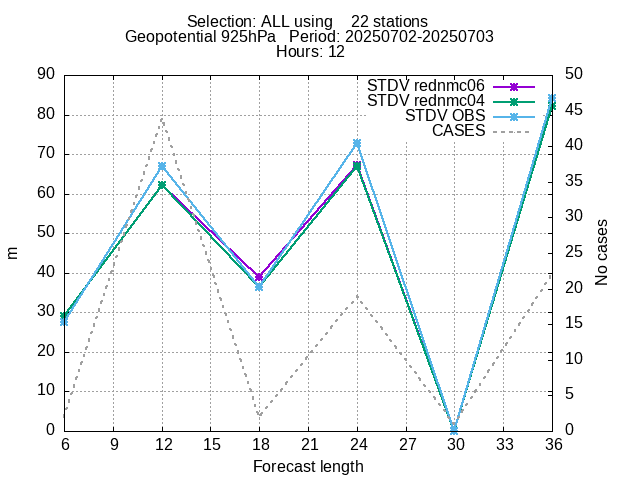 Selection: ALL using    22 stations
Geopotential 925hPa   Period: 20250702-20250703
Hours: 12
90 50
STDV rednmc06
STDV rednmc04
STDV OBS
CASES
80 45
70 40
60 35
50 30
40 25
30 20
20 15
10 10
0 5
0
m
No cases
6 9 12 15 18 21 24 27 30 33 36
Forecast length